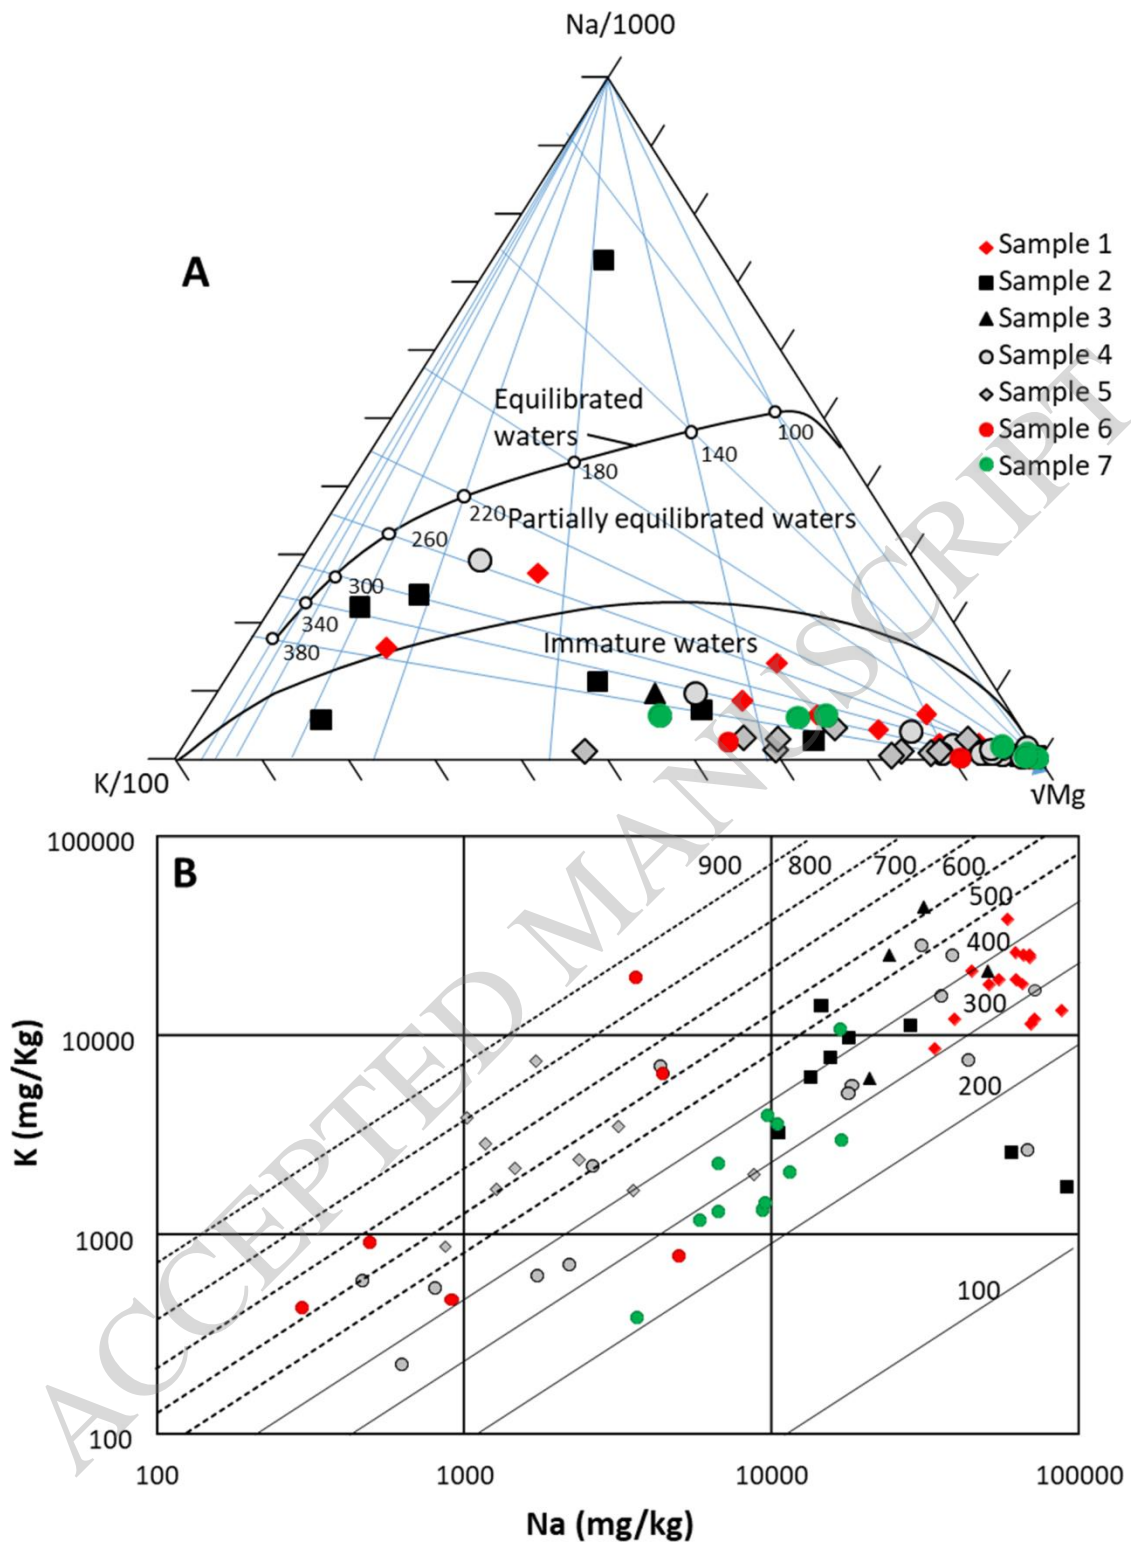 Na/1000
A
Sample 1
Sample 2
Sample 3
Sample 4
Sample 5
Sample 6
Sample 7
Equilibrated
waters
100
140
180
220
Partially equilibrated waters
260
300
340
380
Immature waters
K/100
√Mg
B
100000
10000
1000
100
K (mg/Kg)
900
800
700
600
500
400
300
200
100
100
1000
10000
100000
Na (mg/kg)
ACCEPTED MANUSCRIPT